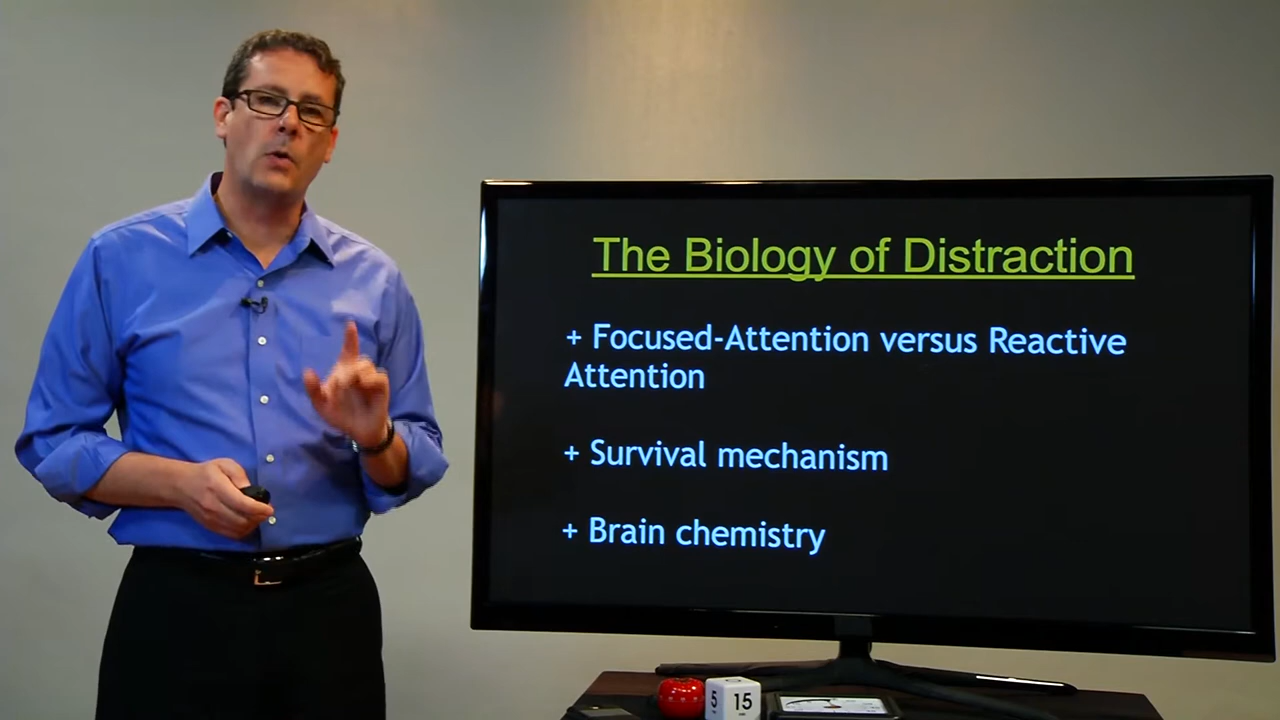 The Biology of Distraction
+ Focused-Attention versus Reactive
Attention
+ Survival mechanism
+ Brain chemistry
5 15